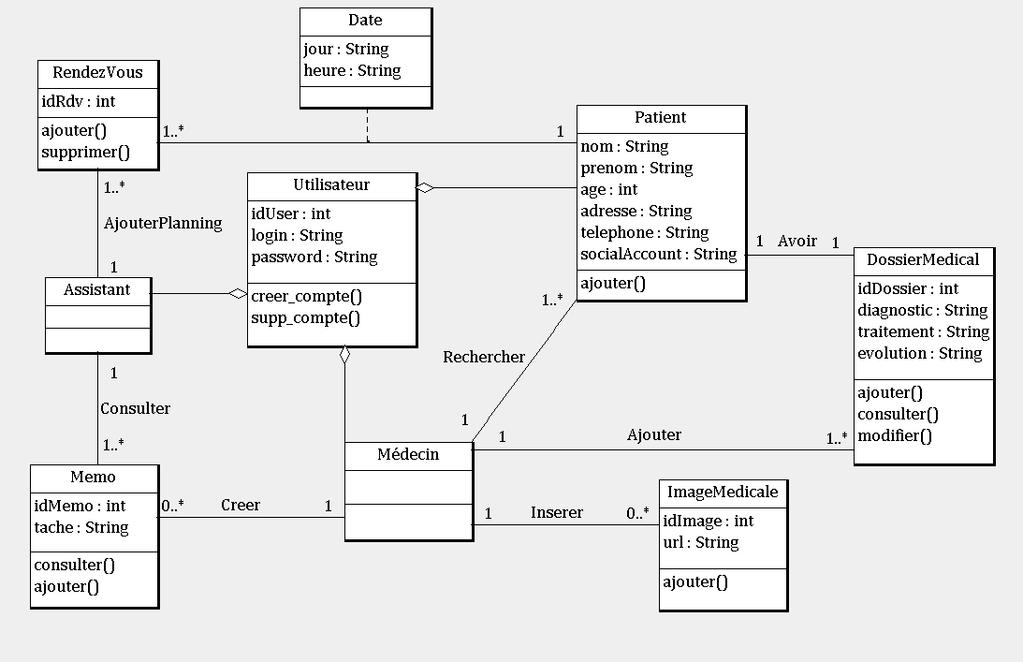 Date
jour : String
heure : String
RendezVous
idRdv : int
ajouter()
supprimer()
1..*
1
Patient
nom : String
prenom : String
age : int
adresse : String
telephone : String
socialAccount : String
ajouter()
1..*
AjouterPlanning
1
Utilisateur
idUser : int
login : String
password : String
creer_compte()
supp_compte()
1
Avoir
1
DossierMedical
idDossier : int
diagnostic : String
traitement : String
evolution : String
ajouter()
consulter()
modifier()
Assistant
1..*
Rechercher
1
1
Consulter
1..*
1
Ajouter
1..*
Médecin
Memo
idMemo : int
tache : String
consulter()
ajouter()
0..*
Creer
1
1
Inserer
0..*
ImageMedicale
idImage : int
url : String
ajouter()